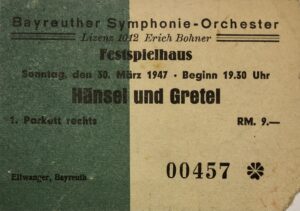 Bayreuther Symphonie-Orchester
Lizenz 1012 Erich Bohner
Festspielhaus
Sonntag, den 30. März 1947 · Beginn 19.30 Uhr
Hänsel und Gretel
1. Parkett rechts RM. 9.—
00457
Ellwanger, Bayreuth